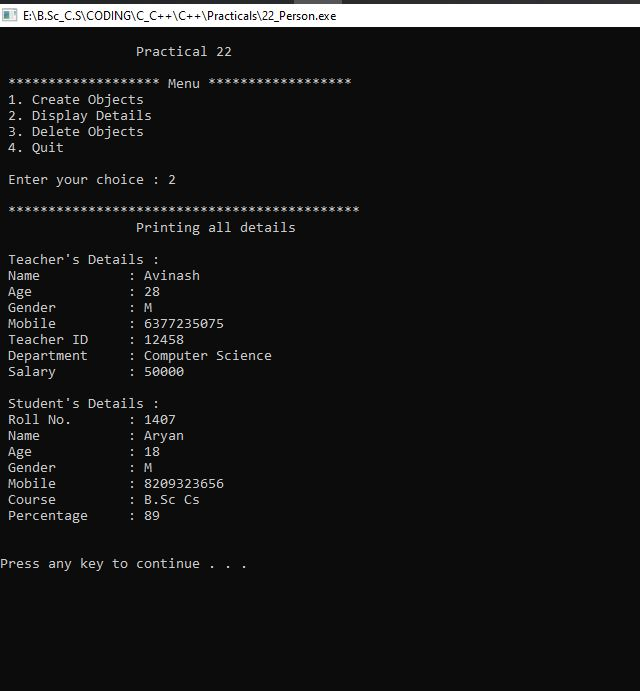 E:\B.Sc_C.S\CODING\C_C++\C++\Practicals\22_Person.exe
Practical 22
******************* Menu ******************
1. Create Objects
2. Display Details
3. Delete Objects
4. Quit
Enter your choice : 2
********************************************
Printing all details
Teacher's Details :
Name : Avinash
Age : 28
Gender : M
Mobile : 6377235075
Teacher ID : 12458
Department : Computer Science
Salary : 50000
Student's Details :
Roll No. : 1407
Name : Aryan
Age : 18
Gender : M
Mobile : 8209323656
Course : B.Sc Cs
Percentage : 89
Press any key to continue . . .